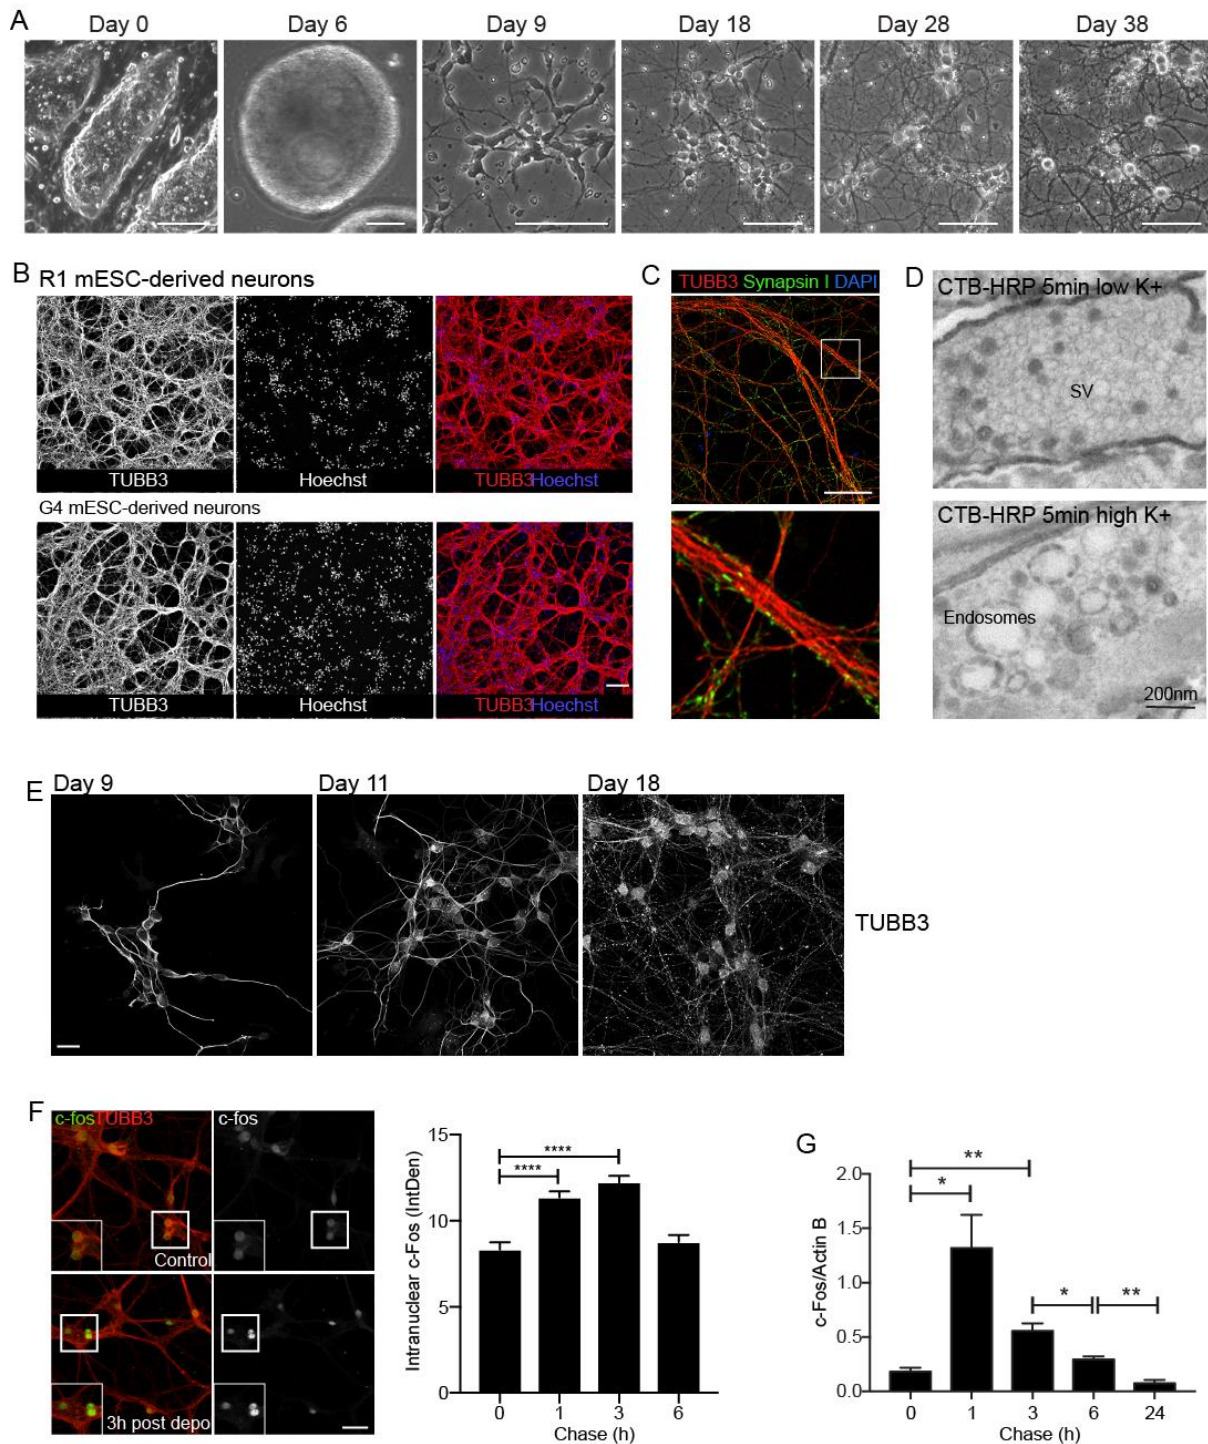 A
Day 0 Day 6 Day 9 Day 18 Day 28 Day 38
B
R1 mESC-derived neurons
TUBB3 Hoechst TUBB3Hoechst
G4 mESC-derived neurons
TUBB3 Hoechst TUBB3Hoechst
C
TUBB3 Synapsin I DAPI
D
CTB-HRP 5min low K+
SV
CTB-HRP 5min high K+
Endosomes
200nm
E
Day 9 Day 11 Day 18
TUBB3
F
c-fosTUBB3 c-fos
Control
3h post depo
Intranuclear c-Fos (IntDen)
15
10
5
0
****
****
0 1 3 6
Chase (h)
G
c-Fos/Actin B
2.0
1.5
1.0
0.5
0.0
**
*
* **
0 1 3 6 24
Chase (h)